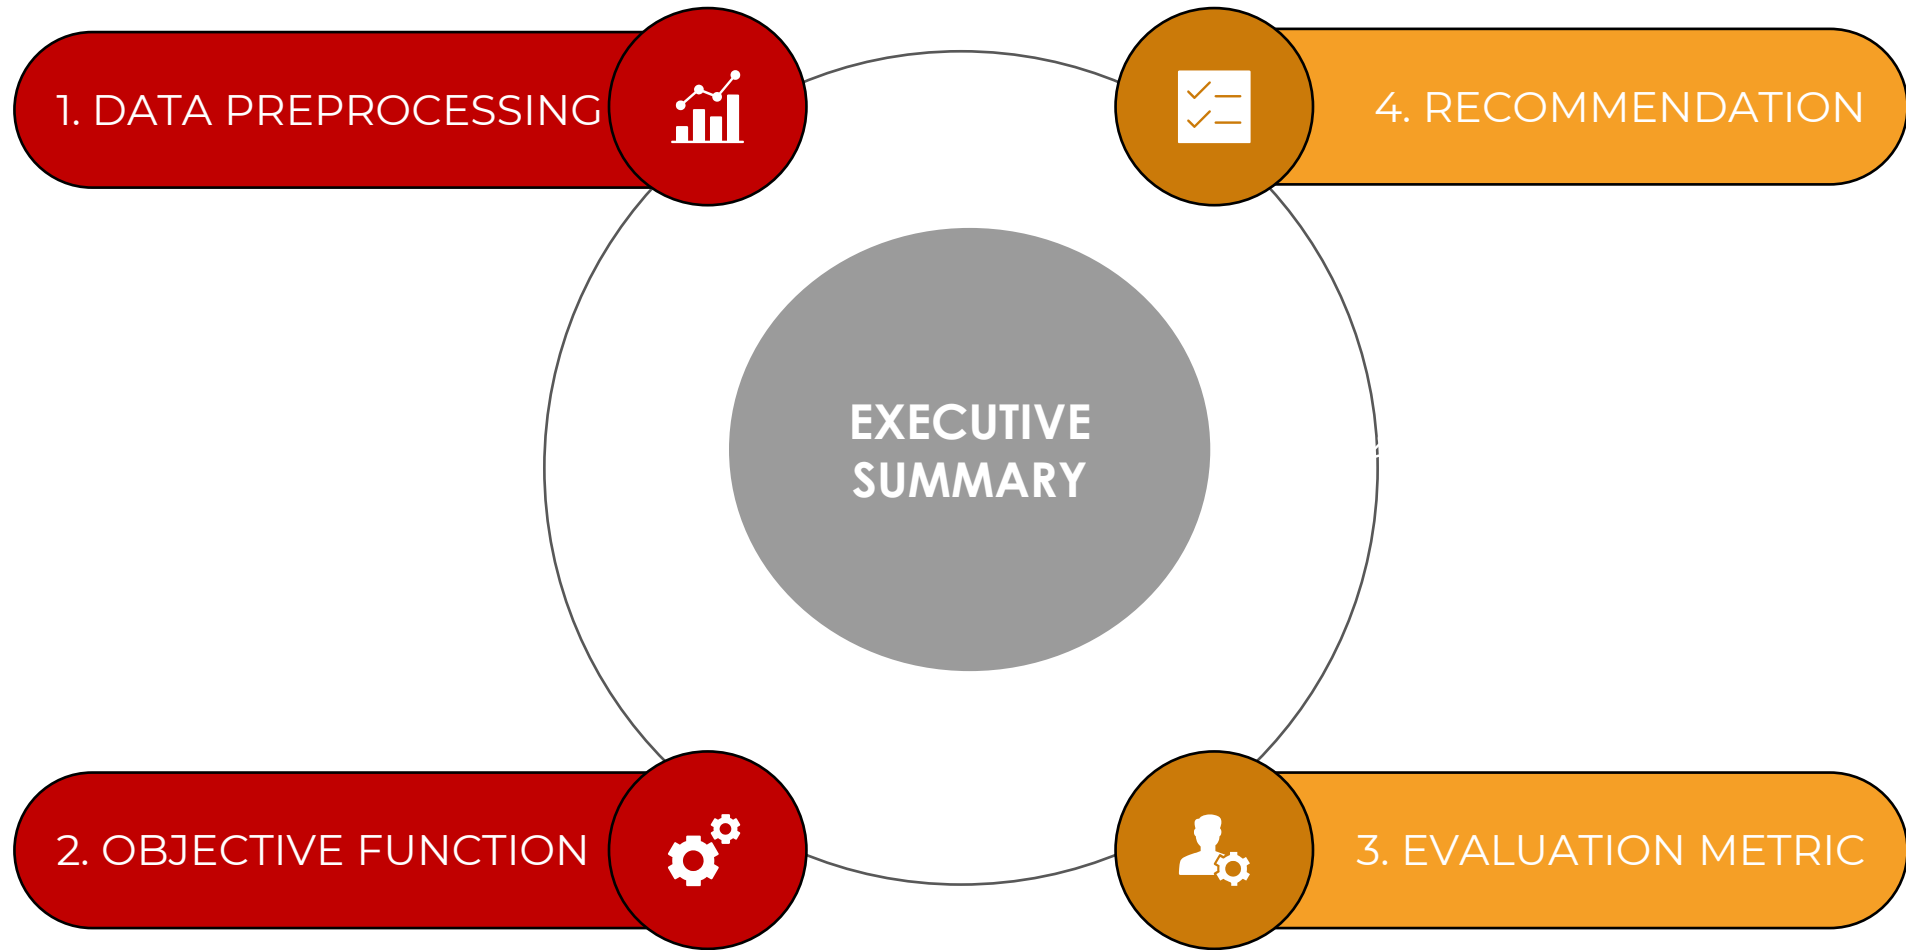 1. DATA PREPROCESSING
4. RECOMMENDATION
EXECUTIVE
SUMMARY
2. OBJECTIVE FUNCTION
3. EVALUATION METRIC